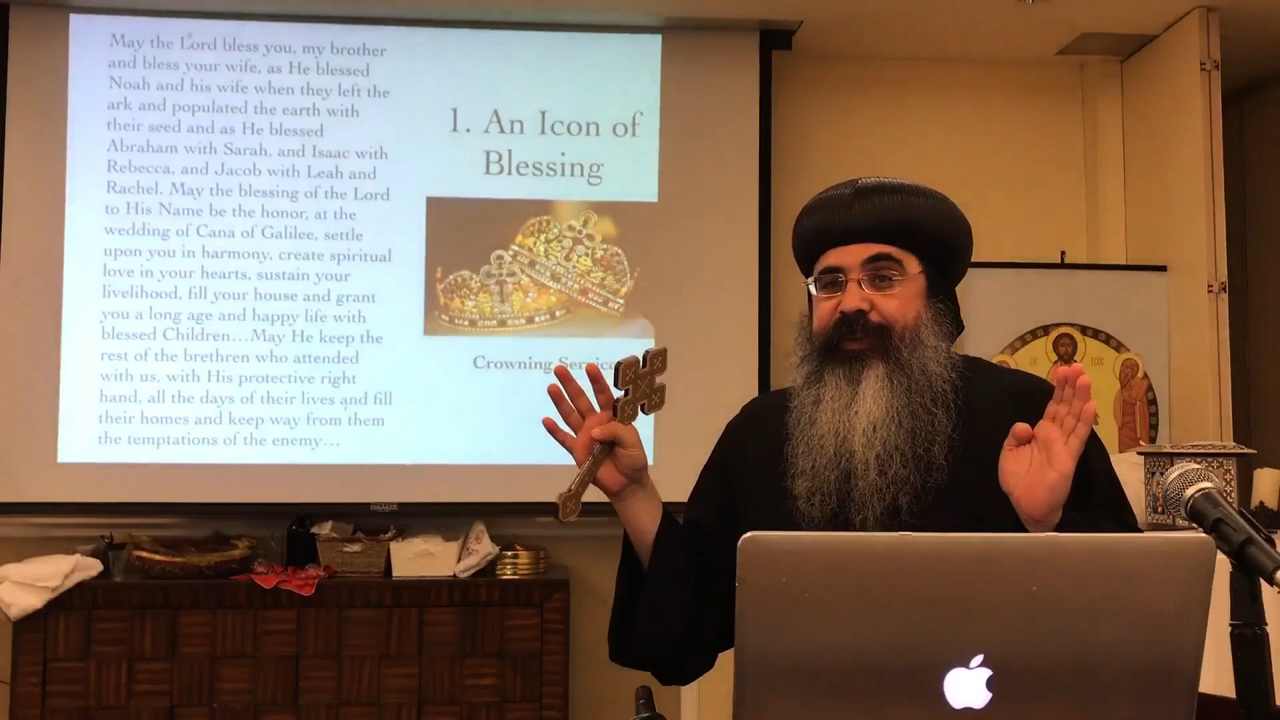 May the Lord bless you, my brother
and bless your wife, as He blessed
Noah and his wife when they left the
ark and populated the earth with
their seed and as He blessed
Abraham with Sarah, and Isaac with
Rebecca, and Jacob with Leah and
Rachel. May the blessing of the Lord
to His Name be the honor, at the
wedding of Cana of Galilee, settle
upon you in harmony, create spiritual
love in your hearts, sustain your
livelihood, fill your house and grant
you a long age and happy life with
blessed Children…May He keep the
rest of the brethren who attended
with us, with His protective right
hand, all the days of their lives and fill
their homes and keep way from them
the temptations of the enemy…
1. An Icon of
Blessing
Crowning Service